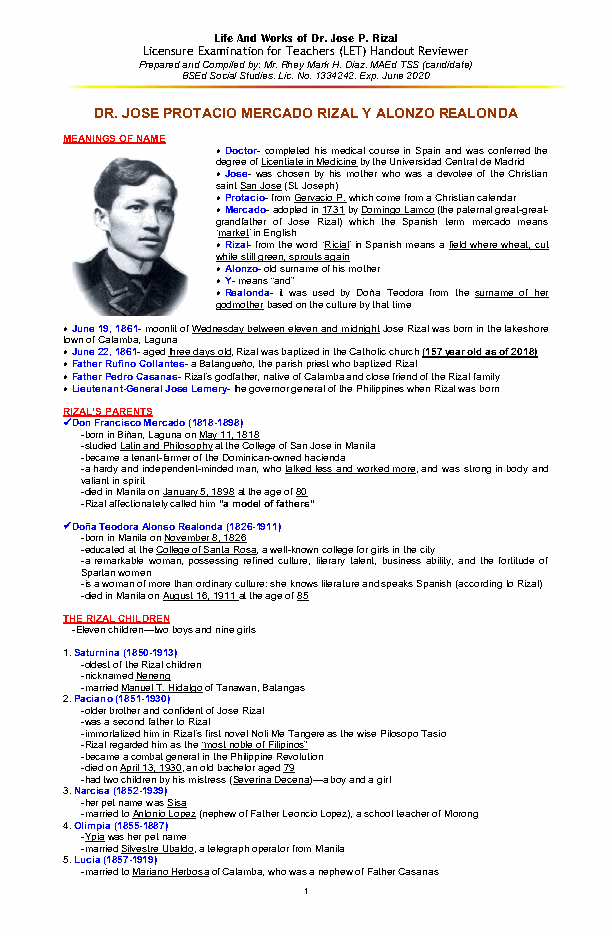 Life And Works of Dr. Jose P. Rizal
Licensure Examination for Teachers (LET) Handout Reviewer
Prepared and Compiled by: Mr. Rhey Mark H. Diaz. MAEd TSS (candidate)
BSEd Social Studies. Lic. No. 1334242. Exp. June 2020
DR. JOSE PROTACIO MERCADO RIZAL Y ALONZO REALONDA
MEANINGS OF NAME
• Doctor- completed his medical course in Spain and was conferred the
degree of Licentiate in Medicine by the Universidad Central de Madrid
• Jose- was chosen by his mother who was a devotee of the Christian
saint San Jose (St. Joseph)
• Protacio- from Gervacio P. which come from a Christian calendar
• Mercado- adopted in 1731 by Domingo Lamco (the paternal great-great-
grandfather of Jose Rizal) which the Spanish term mercado means
'market' in English
• Rizal- from the word 'Ricial' in Spanish means a field where wheat, cut
while still green, sprouts again
• Alonzo- old surname of his mother
• Y- means "and"
• Realonda- it was used by Doña Teodora from the surname of her
godmother based on the culture by that time
• June 19, 1861- moonlit of Wednesday between eleven and midnight Jose Rizal was born in the lakeshore
town of Calamba, Laguna
• June 22, 1861- aged three days old, Rizal was baptized in the Catholic church (157 year old as of 2018)
• Father Rufino Collantes- a Batangueño, the parish priest who baptized Rizal
• Father Pedro Casanas- Rizal's godfather, native of Calamba and close friend of the Rizal family
• Lieutenant-General Jose Lemery- the governor general of the Philippines when Rizal was born
RIZAL'S PARENTS
✓Don Francisco Mercado (1818-1898)
-born in Biñan, Laguna on May 11, 1818
-studied Latin and Philosophy at the College of San Jose in Manila
-became a tenant-farmer of the Dominican-owned hacienda
-a hardy and independent-minded man, who talked less and worked more, and was strong in body and
valiant in spirit
-died in Manila on January 5, 1898 at the age of 80
-Rizal affectionately called him "a model of fathers"
✓Doña Teodora Alonso Realonda (1826-1911)
-born in Manila on November 8, 1826
-educated at the College of Santa Rosa, a well-known college for girls in the city
-a remarkable woman, possessing refined culture, literary talent, business ability, and the fortitude of
Spartan women
-is a woman of more than ordinary culture: she knows literature and speaks Spanish (according to Rizal)
-died in Manila on August 16, 1911 at the age of 85
THE RIZAL CHILDREN
-Eleven children—two boys and nine girls
1. Saturnina (1850-1913)
-oldest of the Rizal children
-nicknamed Neneng
-married Manuel T. Hidalgo of Tanawan, Batangas
2. Paciano (1851-1930)
-older brother and confident of Jose Rizal
-was a second father to Rizal
-immortalized him in Rizal's first novel Noli Me Tangere as the wise Pilosopo Tasio
-Rizal regarded him as the "most noble of Filipinos"
-became a combat general in the Philippine Revolution
-died on April 13, 1930, an old bachelor aged 79
-had two children by his mistress (Severina Decena)—a boy and a girl
3. Narcisa (1852-1939)
-her pet name was Sisa
-married to Antonio Lopez (nephew of Father Leoncio Lopez), a school teacher of Morong
4. Olimpia (1855-1887)
-Ypia was her pet name
-married Silvestre Ubaldo, a telegraph operator from Manila
5. Lucia (1857-1919)
-married to Mariano Herbosa of Calamba, who was a nephew of Father Casanas
1